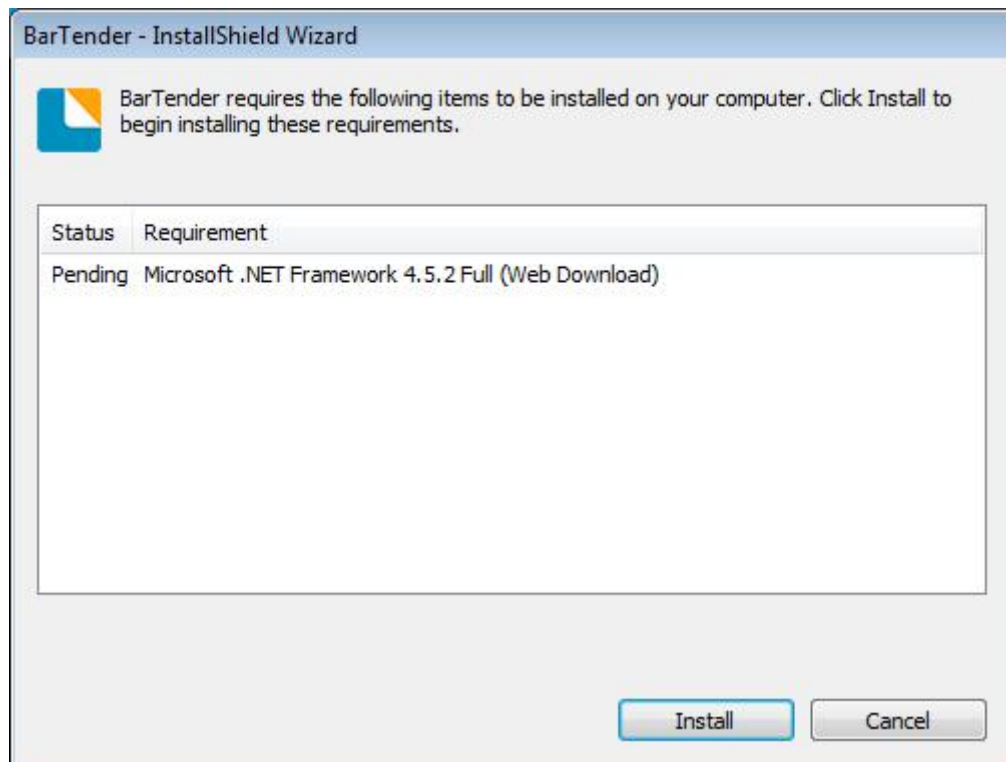 BarTender - InstallShield Wizard
BarTender requires the following items to be installed on your computer. Click Install to
begin installing these requirements.
Status Requirement
Pending Microsoft .NET Framework 4.5.2 Full (Web Download)
Install Cancel